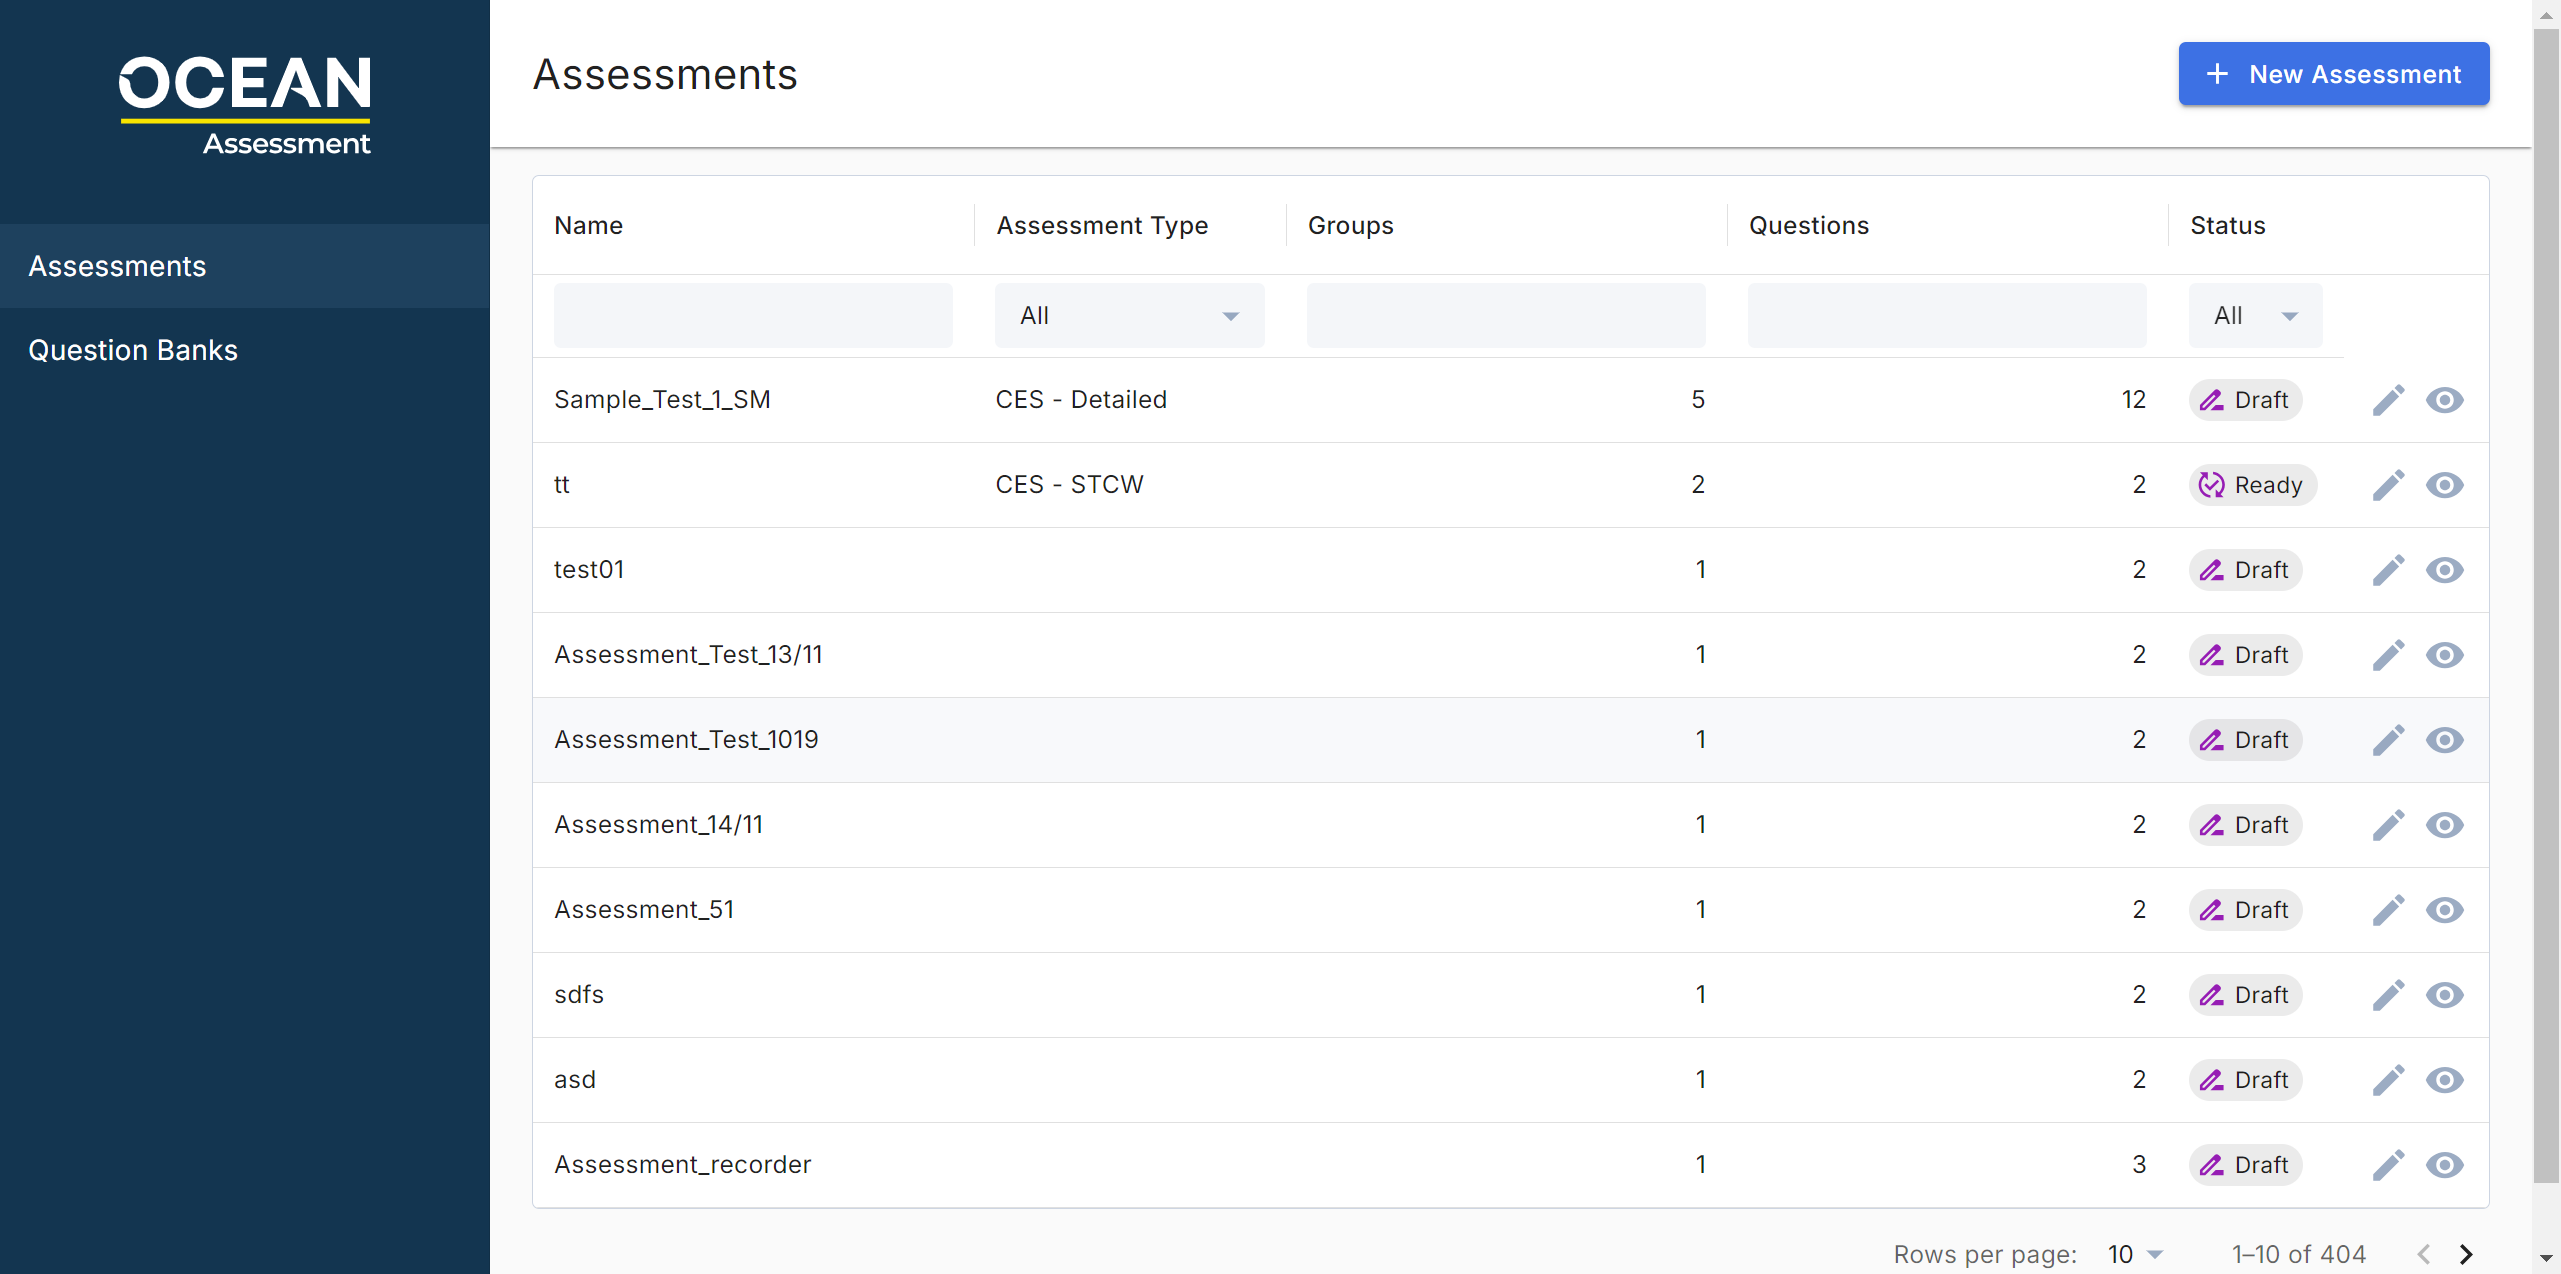 OCEAN
Assessment
Assessments
Question Banks
Assessments
+ New Assessment
Name Assessment Type Groups Questions Status
All All
Sample_Test_1_SM CES - Detailed 5 12 Draft
tt CES - STCW 2 2 Ready
test01 1 2 Draft
Assessment_Test_13/11 1 2 Draft
Assessment_Test_1019 1 2 Draft
Assessment_14/11 1 2 Draft
Assessment_51 1 2 Draft
sdfs 1 2 Draft
asd 1 2 Draft
Assessment_recorder 1 3 Draft
Rows per page: 10 1–10 of 404